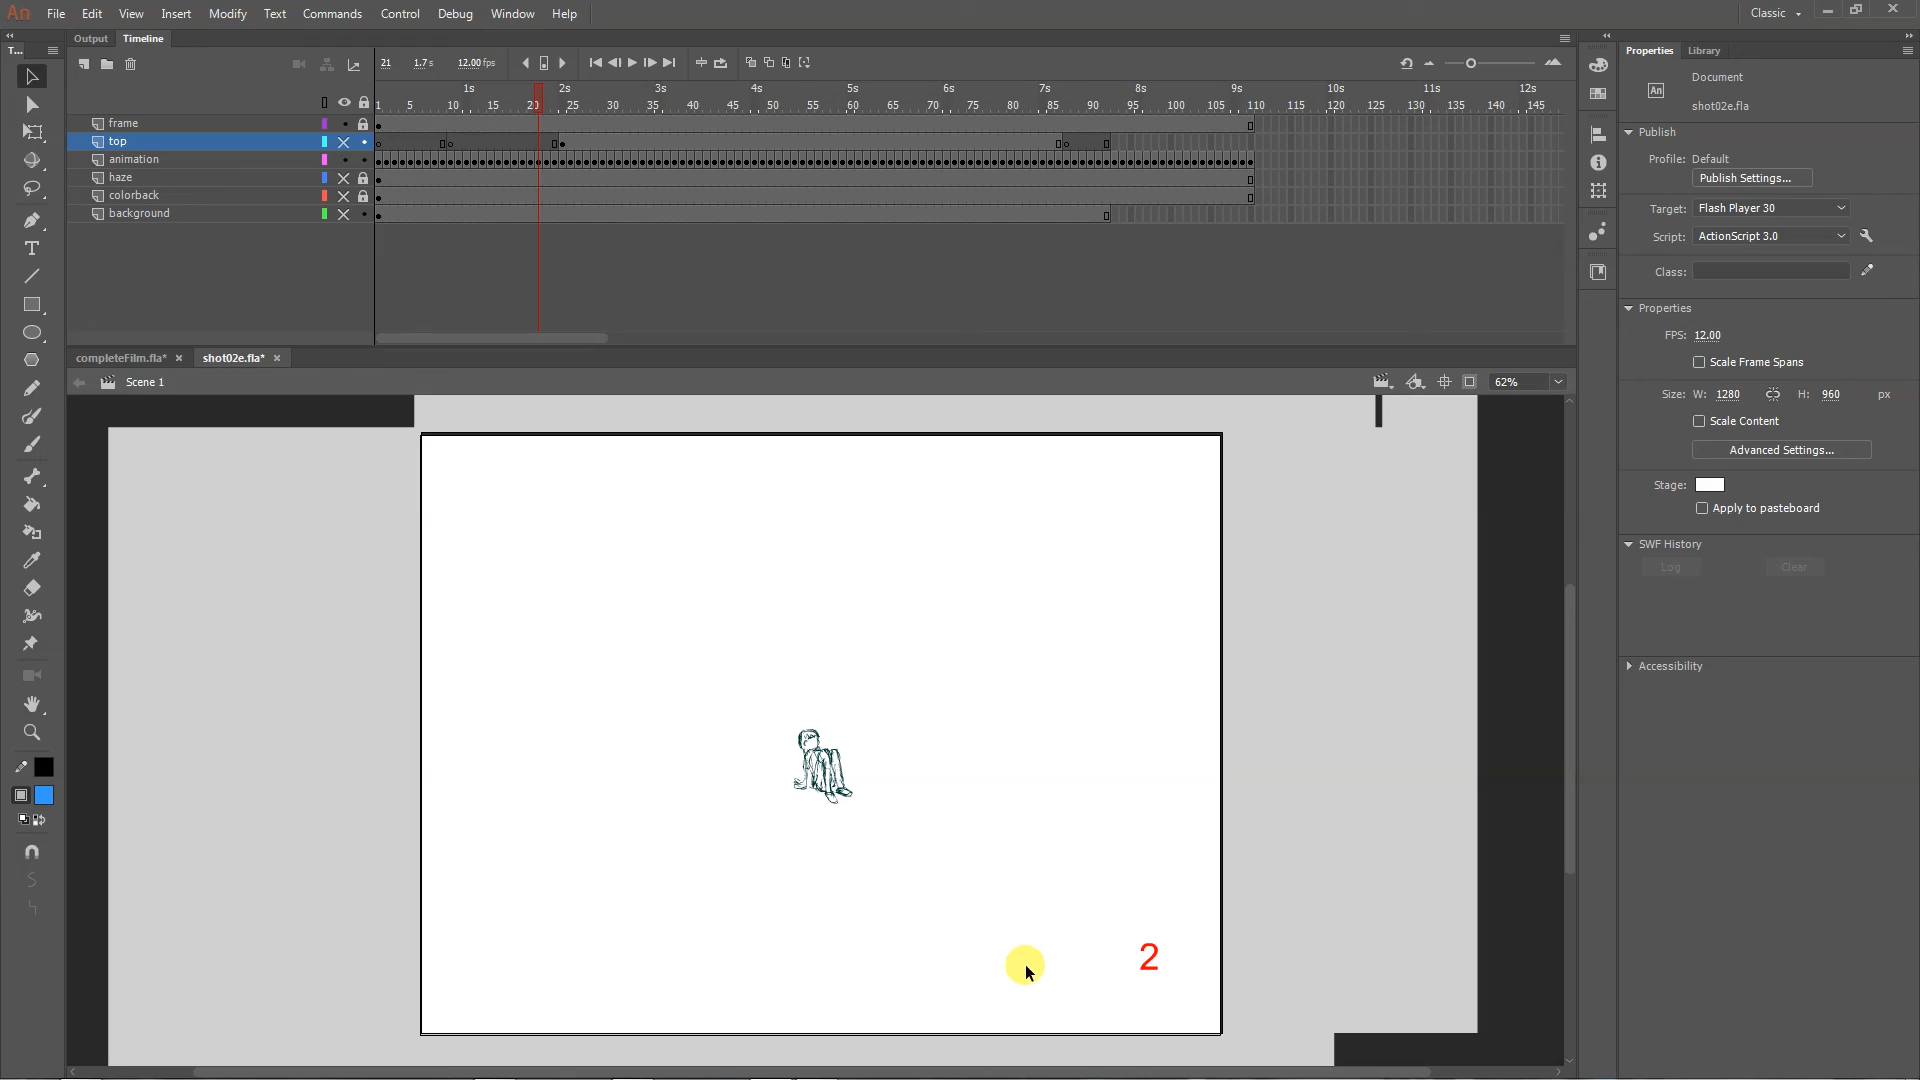 An File Edit View Insert Modify Text Commands Control Debug Window Help Classic
Output Timeline
T...
21 1.7 s 12.00 fps
1s 2s 3s 4s 5s 6s 7s 8s 9s 10s 11s 12s
1 5 10 15 20 25 30 35 40 45 50 55 60 65 70 75 80 85 90 95 100 105 110 115 120 125 130 135 140 145
frame
top
animation
haze
colorback
background
completeFilm.fla* × shot02e.fla* ×
Scene 1
62%
2
Properties Library
An
Document
shot02e.fla
Publish
Profile: Default
Publish Settings...
Target: Flash Player 30
Script: ActionScript 3.0
Class:
Properties
FPS: 12.00
Scale Frame Spans
Size: W: 1280 H: 960 px
Scale Content
Advanced Settings...
Stage:
Apply to pasteboard
SWF History
Log Clear
Accessibility